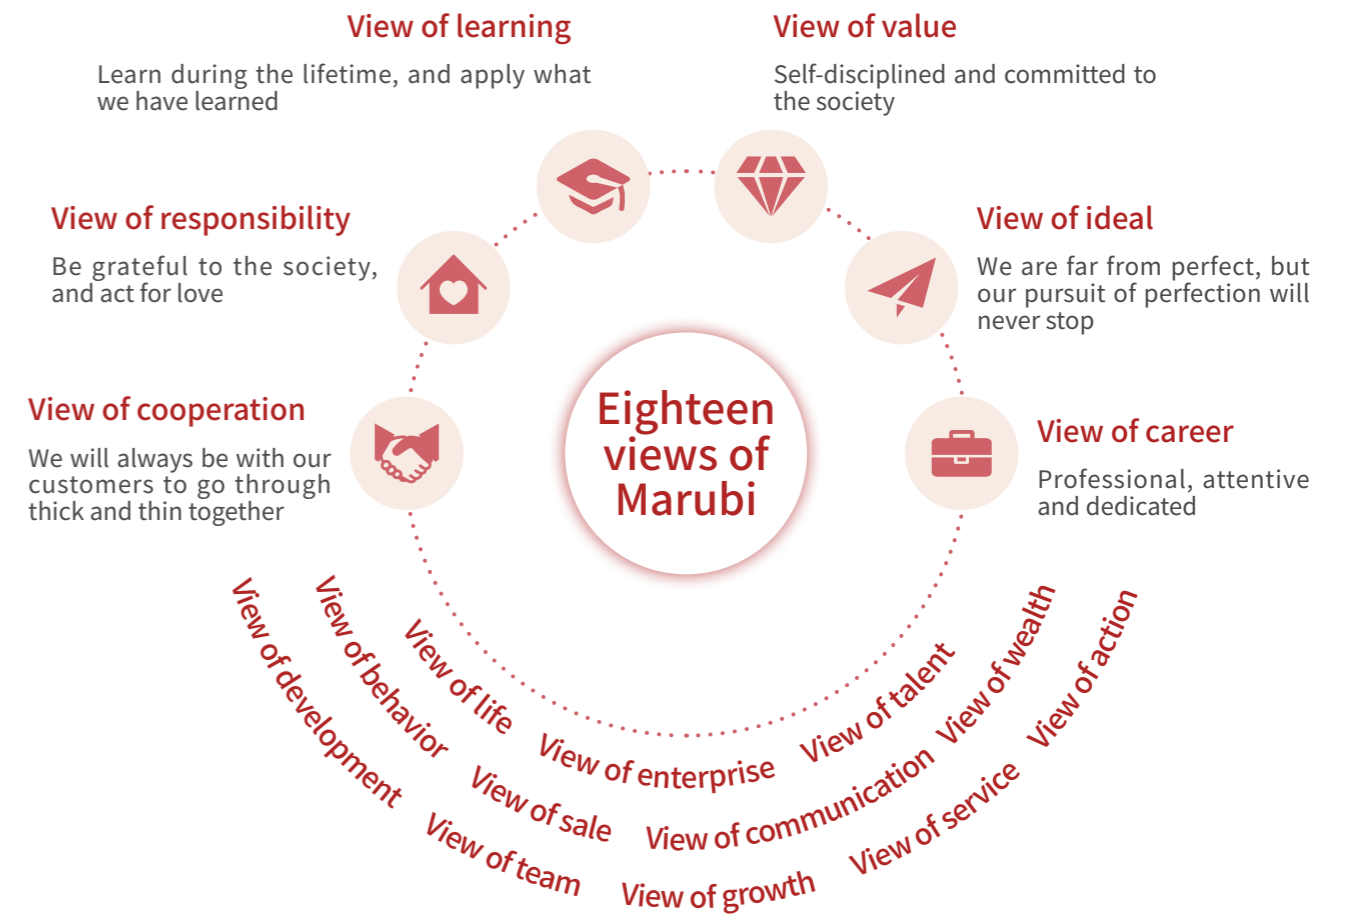 View of learning
Learn during the lifetime, and apply what
we have learned
View of value
Self-disciplined and committed to
the society
View of responsibility
Be grateful to the society,
and act for love
View of ideal
We are far from perfect, but
our pursuit of perfection will
never stop
View of cooperation
We will always be with our
customers to go through
thick and thin together
Eighteen
views of
Marubi
View of career
Professional, attentive
and dedicated
View of life
View of enterprise
View of talent
View of behavior
View of sale
View of communication
View of wealth
View of development
View of team
View of growth
View of service
View of action